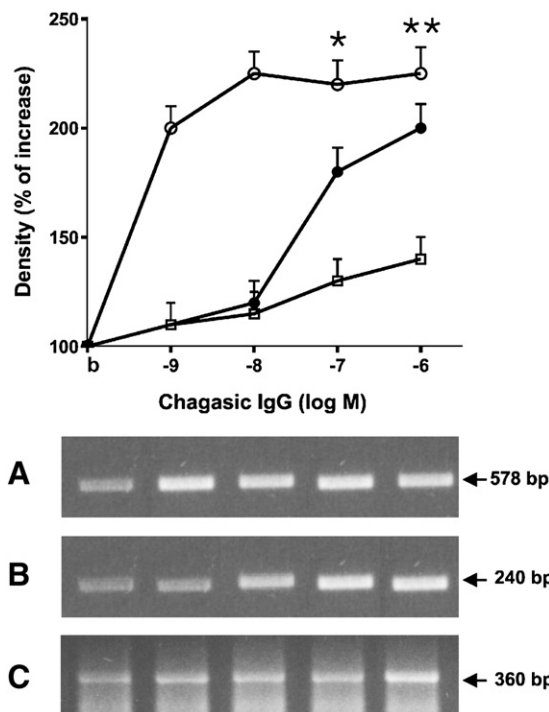 250
*
**
200
150
100
Density (% of increase)
b
-9
-8
-7
-6
Chagasic IgG (log M)
A
578 bp
B
240 bp
C
360 bp